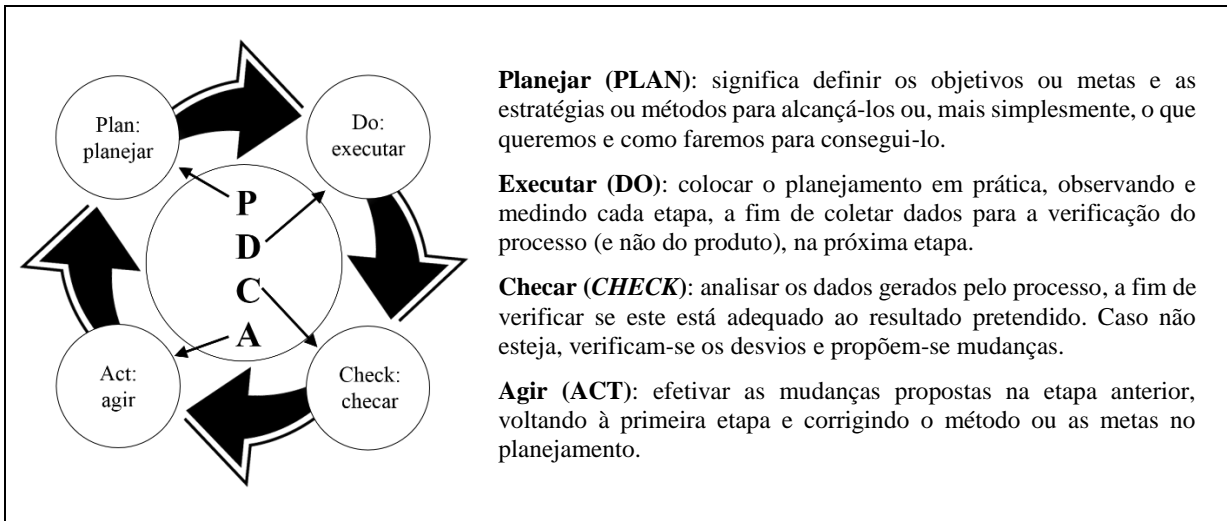 Plan:
planejar
Do:
executar
P
D
C
A
Act:
agir
Check:
checar
Planejar (PLAN): significa definir os objetivos ou metas e as
estratégias ou métodos para alcançá-los ou, mais simplesmente, o que
queremos e como faremos para consegui-lo.
Executar (DO): colocar o planejamento em prática, observando e
medindo cada etapa, a fim de coletar dados para a verificação do
processo (e não do produto), na próxima etapa.
Checar (CHECK): analisar os dados gerados pelo processo, a fim de
verificar se este está adequado ao resultado pretendido. Caso não
esteja, verificam-se os desvios e propõem-se mudanças.
Agir (ACT): efetivar as mudanças propostas na etapa anterior,
voltando à primeira etapa e corrigindo o método ou as metas no
planejamento.